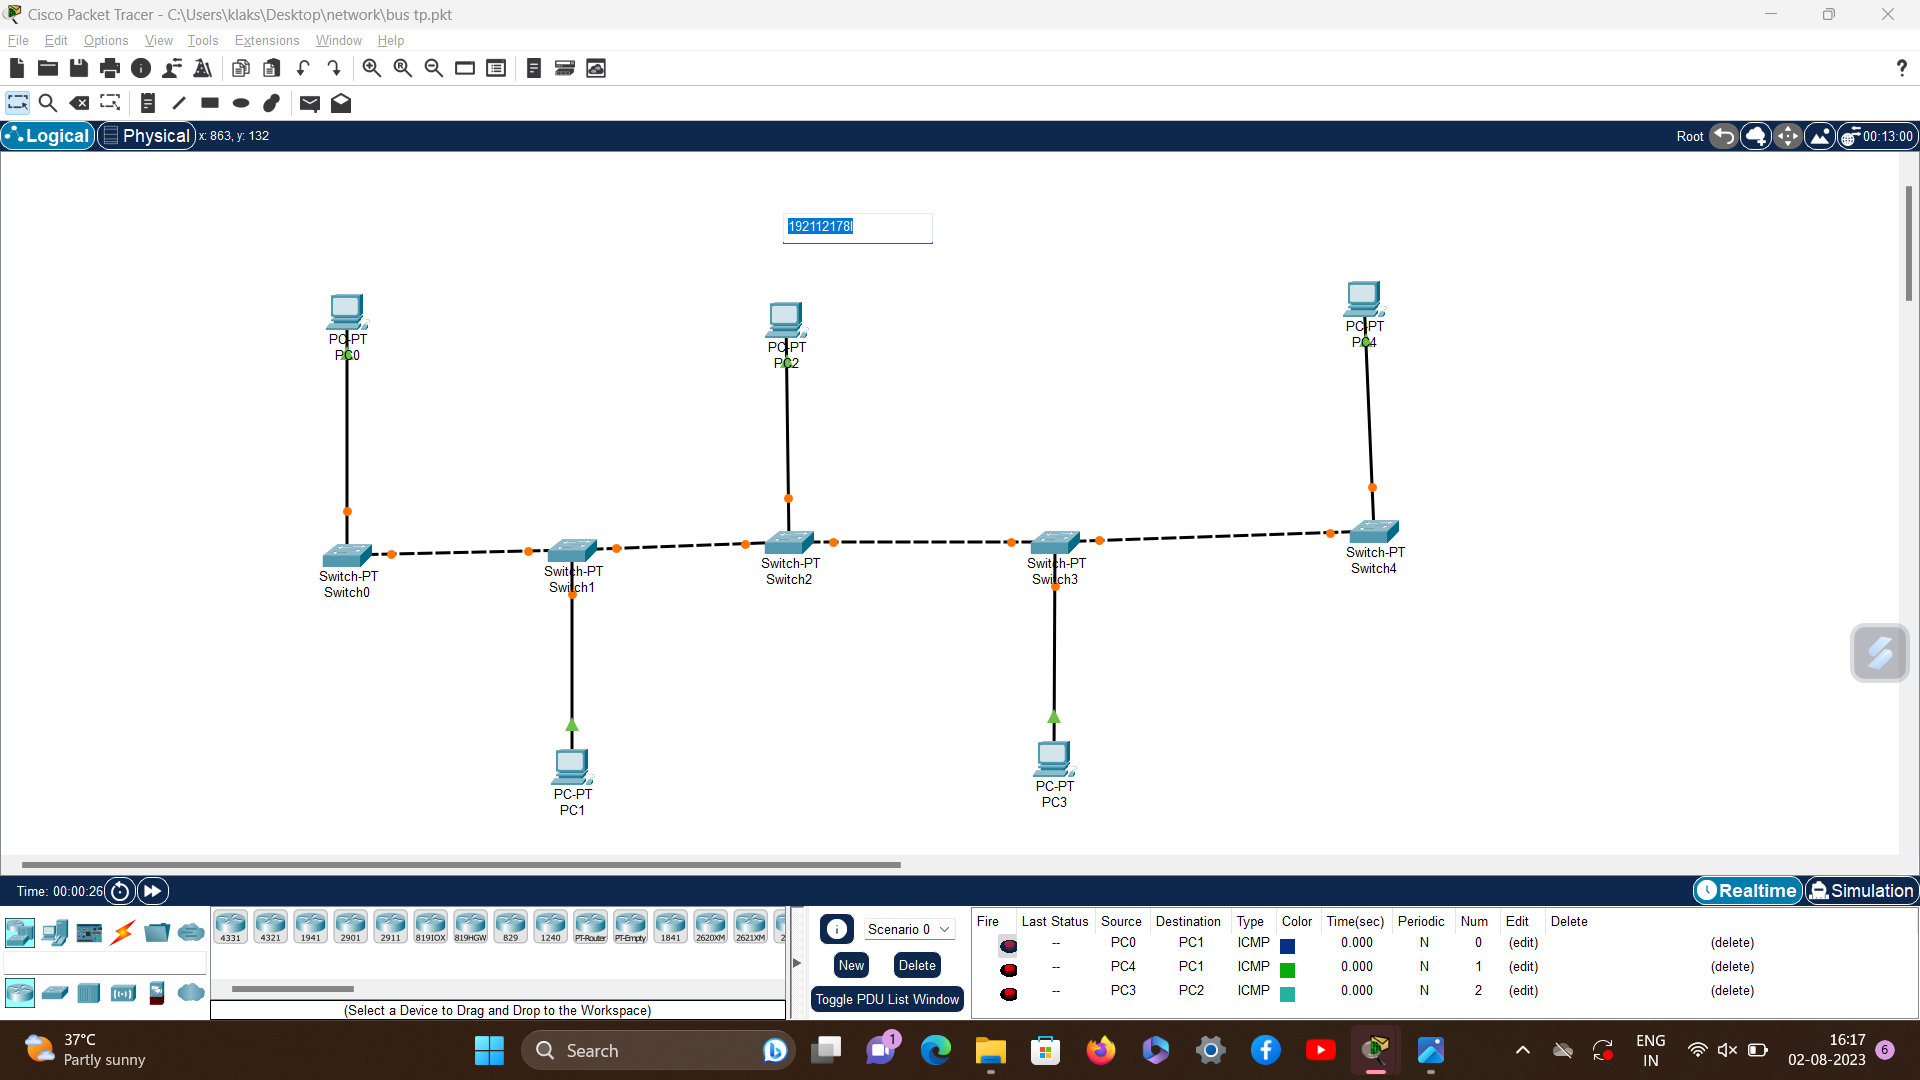 Cisco Packet Tracer - C:\Users\klaks\Desktop\network\bus tp.pkt
File Edit Options View Tools Extensions Window Help
?
Logical Physical x: 863, y: 132 Root 00:13:00
192112178l
PC-PT
PC0
PC-PT
PC2
PC-PT
PC4
Switch-PT
Switch0
Switch-PT
Switch1
Switch-PT
Switch2
Switch-PT
Switch3
Switch-PT
Switch4
PC-PT
PC1
PC-PT
PC3
Time: 00:00:26 Realtime Simulation
4331 4321 1941 2901 2911 819IOX 819HGW 829 1240 PT-Router PT-Empty 1841 2620XM 2621XM 2
(Select a Device to Drag and Drop to the Workspace)
Scenario 0
New Delete
Toggle PDU List Window
Fire Last Status Source Destination Type Color Time(sec) Periodic Num Edit Delete
-- PC0 PC1 ICMP 0.000 N 0 (edit) (delete)
-- PC4 PC1 ICMP 0.000 N 1 (edit) (delete)
-- PC3 PC2 ICMP 0.000 N 2 (edit) (delete)
37°C
Partly sunny
Search
1
ENG
IN
16:17
02-08-2023
6